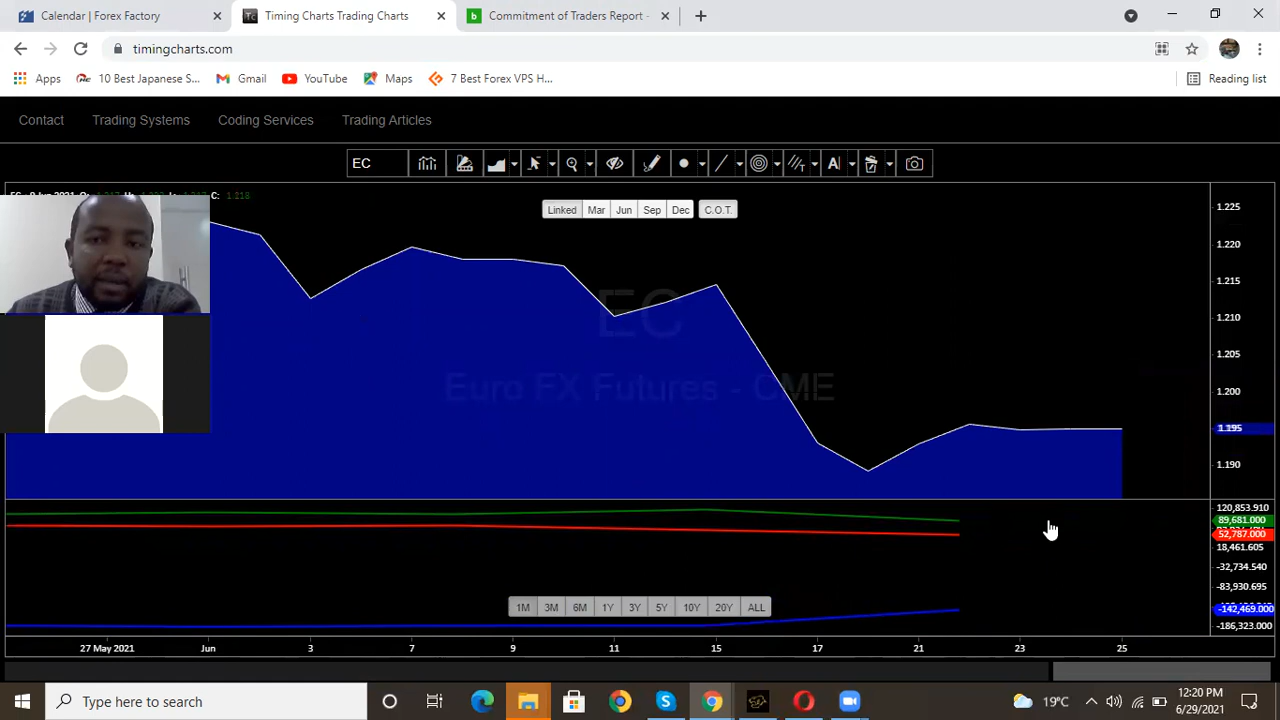 Calendar | Forex Factory
Timing Charts Trading Charts
Commitment of Traders Report -
timingcharts.com
Apps
10 Best Japanese S...
Gmail
YouTube
Maps
7 Best Forex VPS H...
Reading list
Contact
Trading Systems
Coding Services
Trading Articles
EC
Linked
Mar
Jun
Sep
Dec
C.O.T.
C: 1.218
EC
Euro FX Futures - CME
1.225
1.220
1.215
1.210
1.205
1.200
1.195
1.190
120,853.910
89,681.000
52,787.000
18,461.605
-32,734.540
-83,930.695
-142,469.000
-186,323.000
1M
3M
6M
1Y
3Y
5Y
10Y
20Y
ALL
27 May 2021
Jun
3
7
9
11
15
17
21
23
25
Type here to search
19°C
12:20 PM
6/29/2021